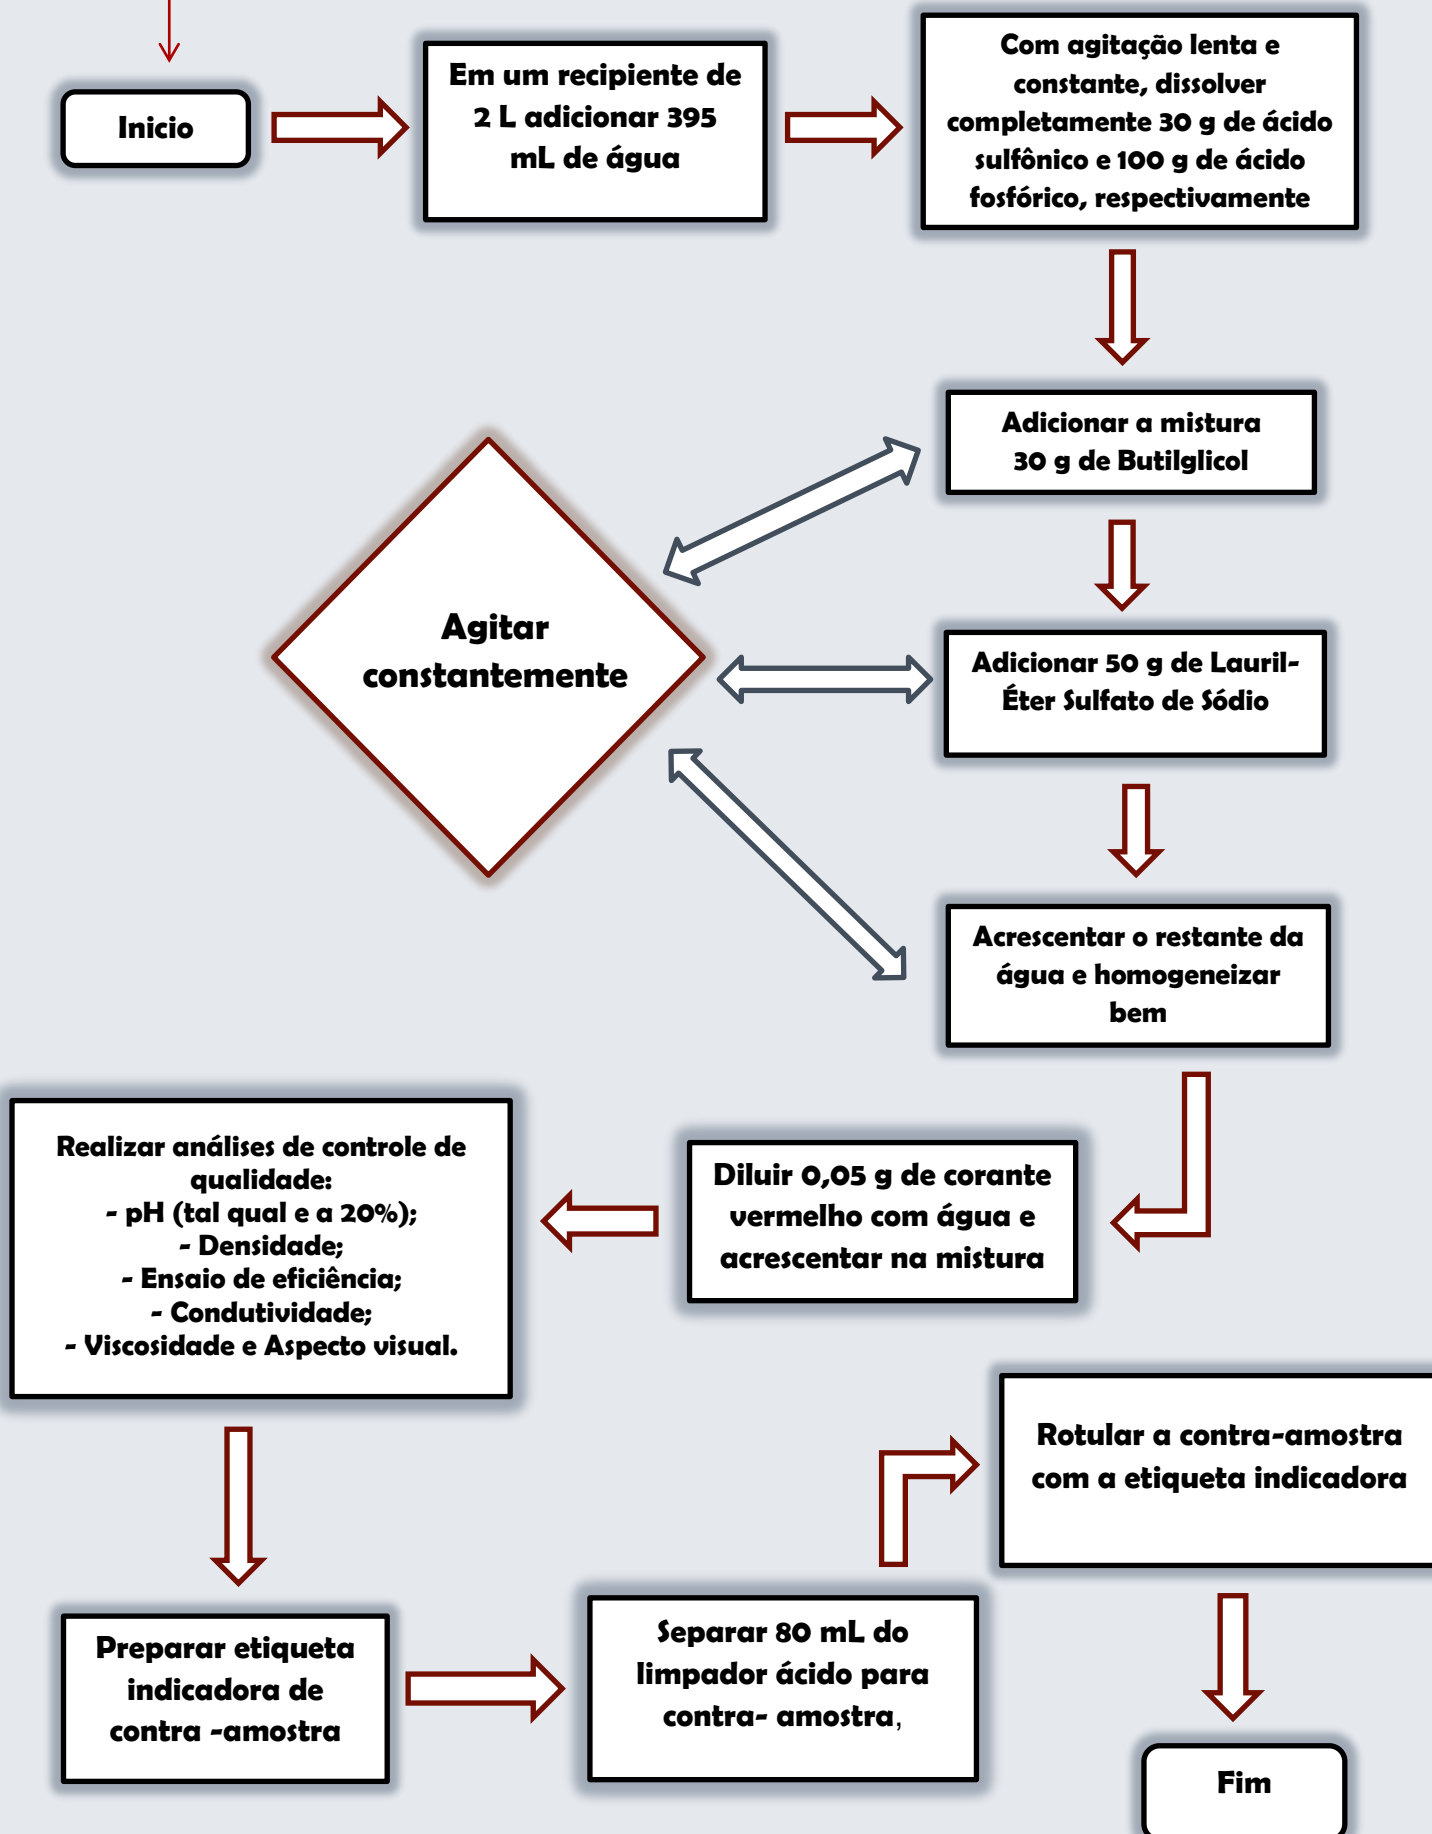 Inicio
Em um recipiente de
2 L adicionar 395
mL de água
Com agitação lenta e
constante, dissolver
completamente 30 g de ácido
sulfônico e 100 g de ácido
fosfórico, respectivamente
Adicionar a mistura
30 g de Butilglicol
Agitar
constantemente
Adicionar 50 g de Lauril-
Éter Sulfato de Sódio
Acrescentar o restante da
água e homogeneizar
bem
Diluir 0,05 g de corante
vermelho com água e
acrescentar na mistura
Realizar análises de controle de
qualidade:
- pH (tal qual e a 20%);
- Densidade;
- Ensaio de eficiência;
- Condutividade;
- Viscosidade e Aspecto visual.
Preparar etiqueta
indicadora de
contra -amostra
Separar 80 mL do
limpador ácido para
contra- amostra,
Rotular a contra-amostra
com a etiqueta indicadora
Fim